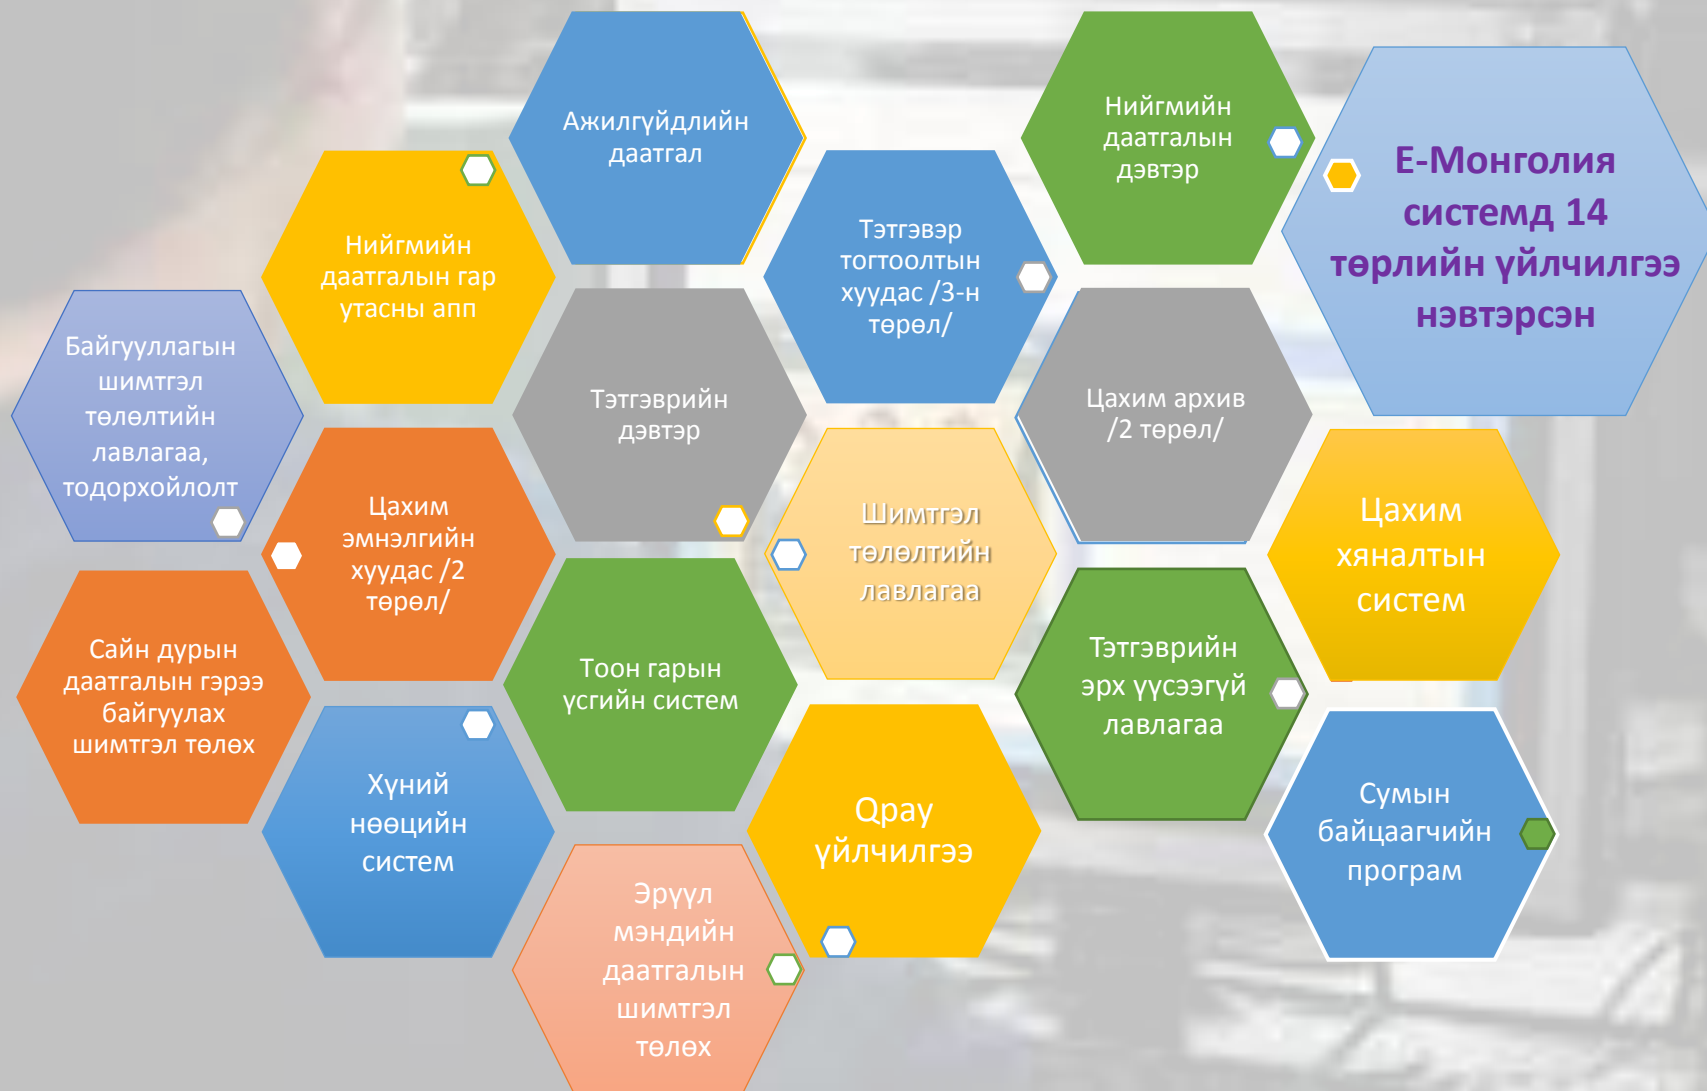 Ажилгүйдлийн
даатгал
Нийгмийн
даатгалын
дэвтэр
Е-Монголия
системд 14
төрлийн үйлчилгээ
нэвтэрсэн
Нийгмийн
даатгалын гар
утасны апп
Тэтгэвэр
тогтоолтын
хуудас /3-н
төрөл/
Байгууллагын
шимтгэл
төлөлтийн
лавлагаа,
тодорхойлолт
Тэтгэврийн
дэвтэр
Цахим архив
/2 төрөл/
Цахим
эмнэлгийн
хуудас /2
төрөл/
Шимтгэл
төлөлтийн
лавлагаа
Цахим
хяналтын
систем
Сайн дурын
даатгалын гэрээ
байгуулах
шимтгэл төлөх
Тоон гарын
үсгийн систем
Тэтгэврийн
эрх үүсээгүй
лавлагаа
Хүний
нөөцийн
систем
Qpay
үйлчилгээ
Сумын
байцаагчийн
програм
Эрүүл
мэндийн
даатгалын
шимтгэл
төлөх